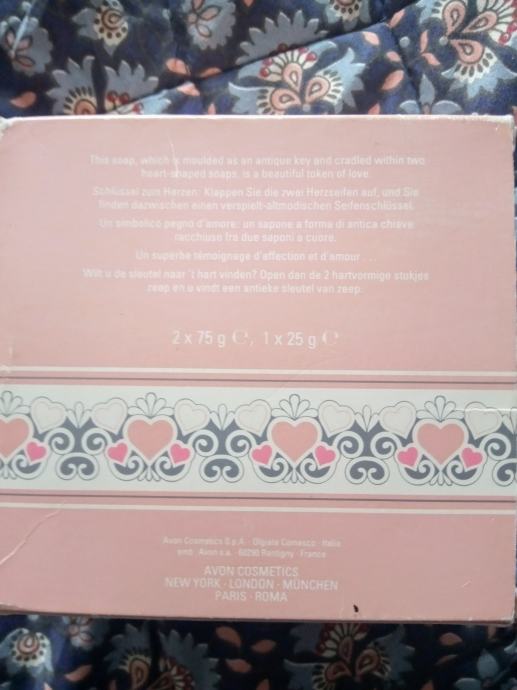 This soap, which is moulded as an antique key and cradled within two
heart-shaped soaps, is a beautiful token of love.
Schlüssel zum Herzen: Klappen Sie die zwei Herzseifen auf, und Sie
finden dazwischen einen verspielt-altmodischen Seifenschlüssel.
Un simbolico pegno d'amore: un sapone a forma di antica chiave
racchiuso fra due saponi a cuore.
Un superbe témoignage d'affection et d'amour . . .
Wilt u de sleutel naar 't hart vinden? Open dan de 2 hartvormige stukjes
zeep en u vindt een antieke sleutel van zeep.
2 x 75 g ℮, 1 x 25 g ℮
Avon Cosmetics S.p.A - Olgiate Comasco - Italia
emb. Avon s.a. - 60290 Rantigny - France
AVON COSMETICS
NEW YORK - LONDON - MÜNCHEN
PARIS - ROMA